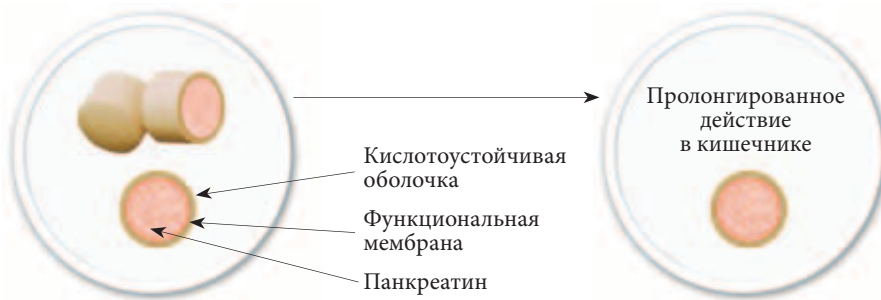 Пролонгированное
действие
в кишечнике
Кислотоустойчивая
оболочка
Функциональная
мембрана
Панкреатин